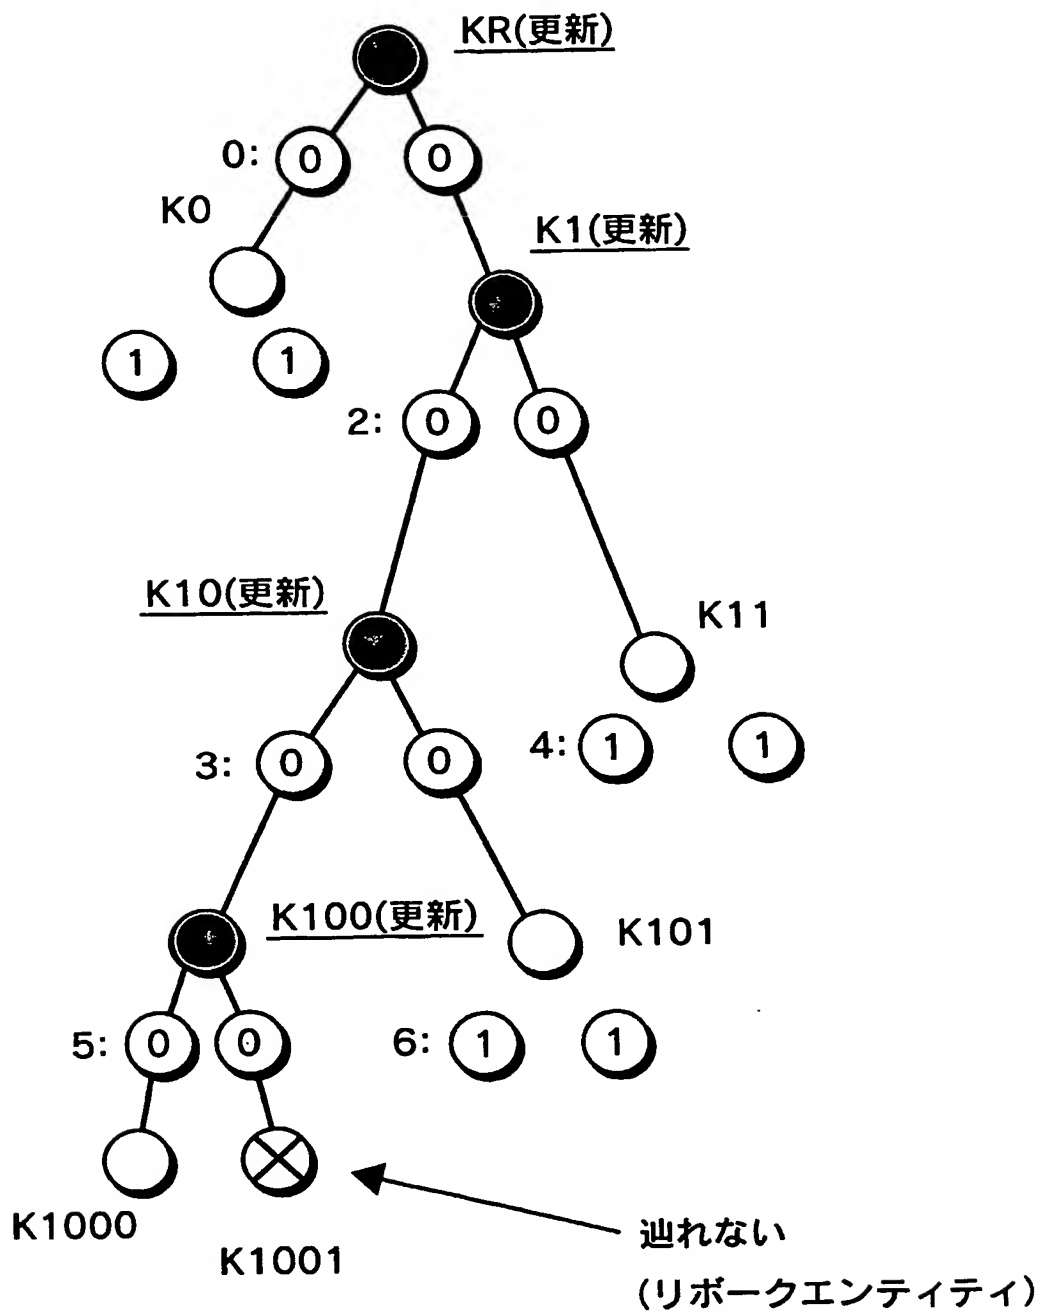 KR(更新)
0: 0 0
K0
K1(更新)
1 1
2: 0 0
K10(更新)
K11
3: 0 0
4: 1 1
K100(更新)
K101
5: 0 0
6: 1 1
K1000
K1001
辿れない
(リボークエンティティ)